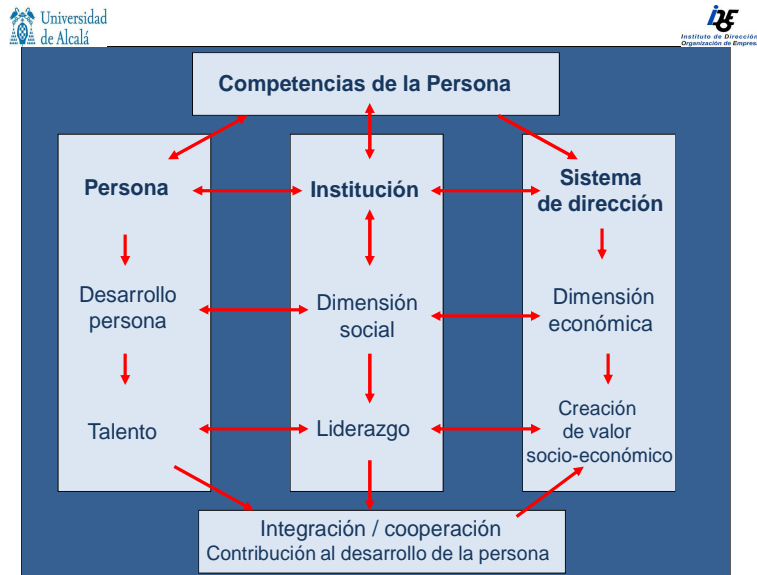 Universidad
de Alcalá
Instituto de Dirección
Organización de Empres
Competencias de la Persona
Persona
Institución
Sistema
de dirección
Desarrollo
persona
Dimensión
social
Dimensión
económica
Talento
Liderazgo
Creación
de valor
socio-económico
Integración / cooperación
Contribución al desarrollo de la persona